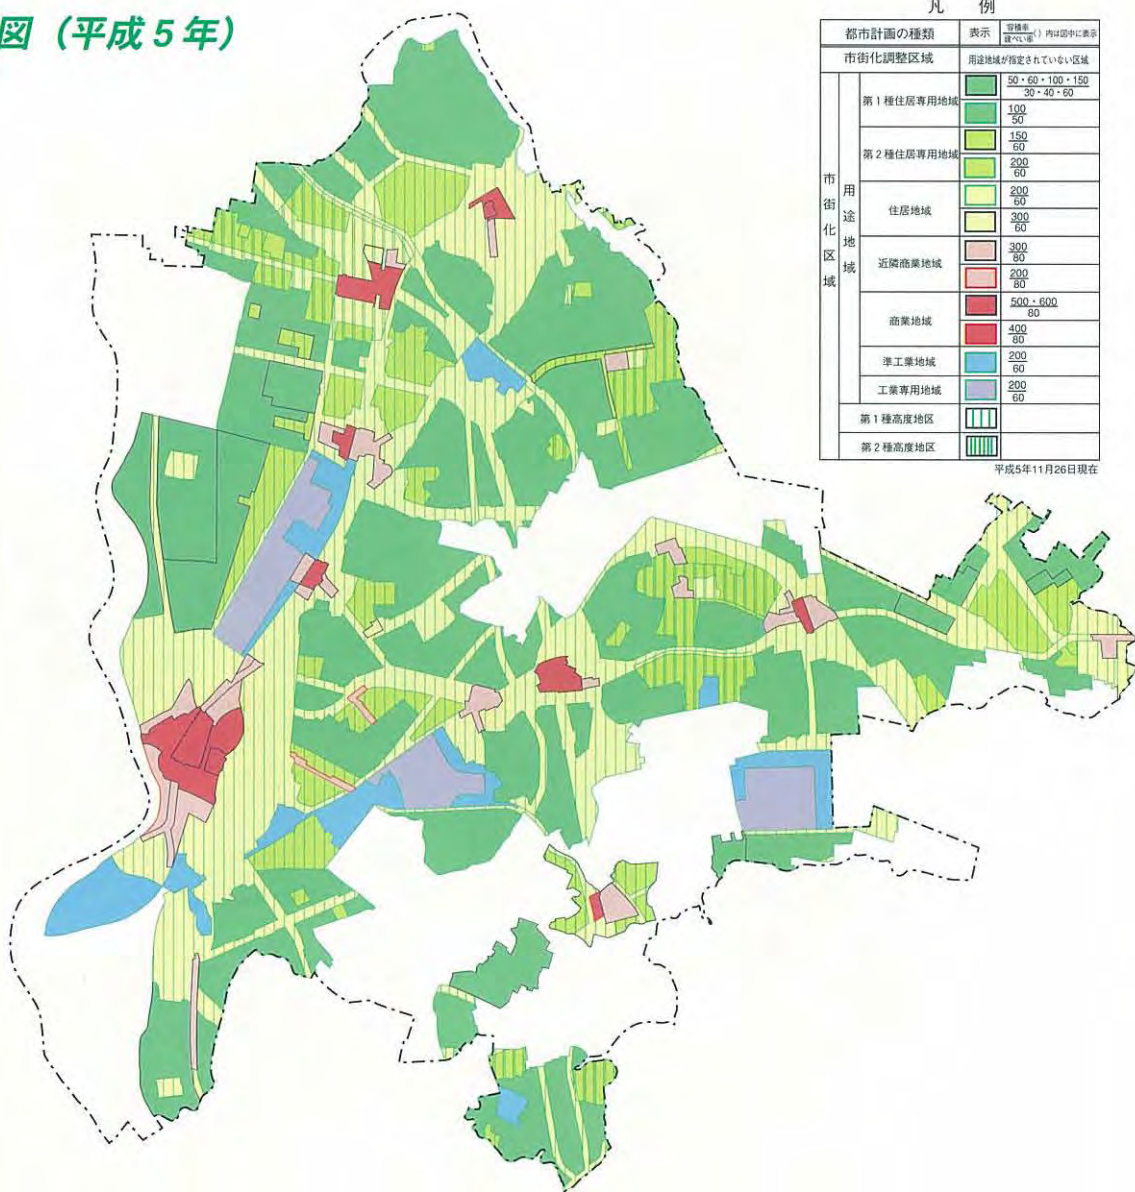 図（平成５年）
凡　例
都市計画の種類　表示　容積率/建ぺい率（）内は図中に表示
市街化調整区域　用途地域が指定されていない区域
市街化区域
用途地域
第１種住居専用地域　50・60・100・150/30・40・60
100/50
第２種住居専用地域　150/60
200/60
住居地域　200/60
300/60
近隣商業地域　300/80
200/80
商業地域　500・600/80
400/80
準工業地域　200/60
工業専用地域　200/60
第１種高度地区
第２種高度地区
平成5年11月26日現在